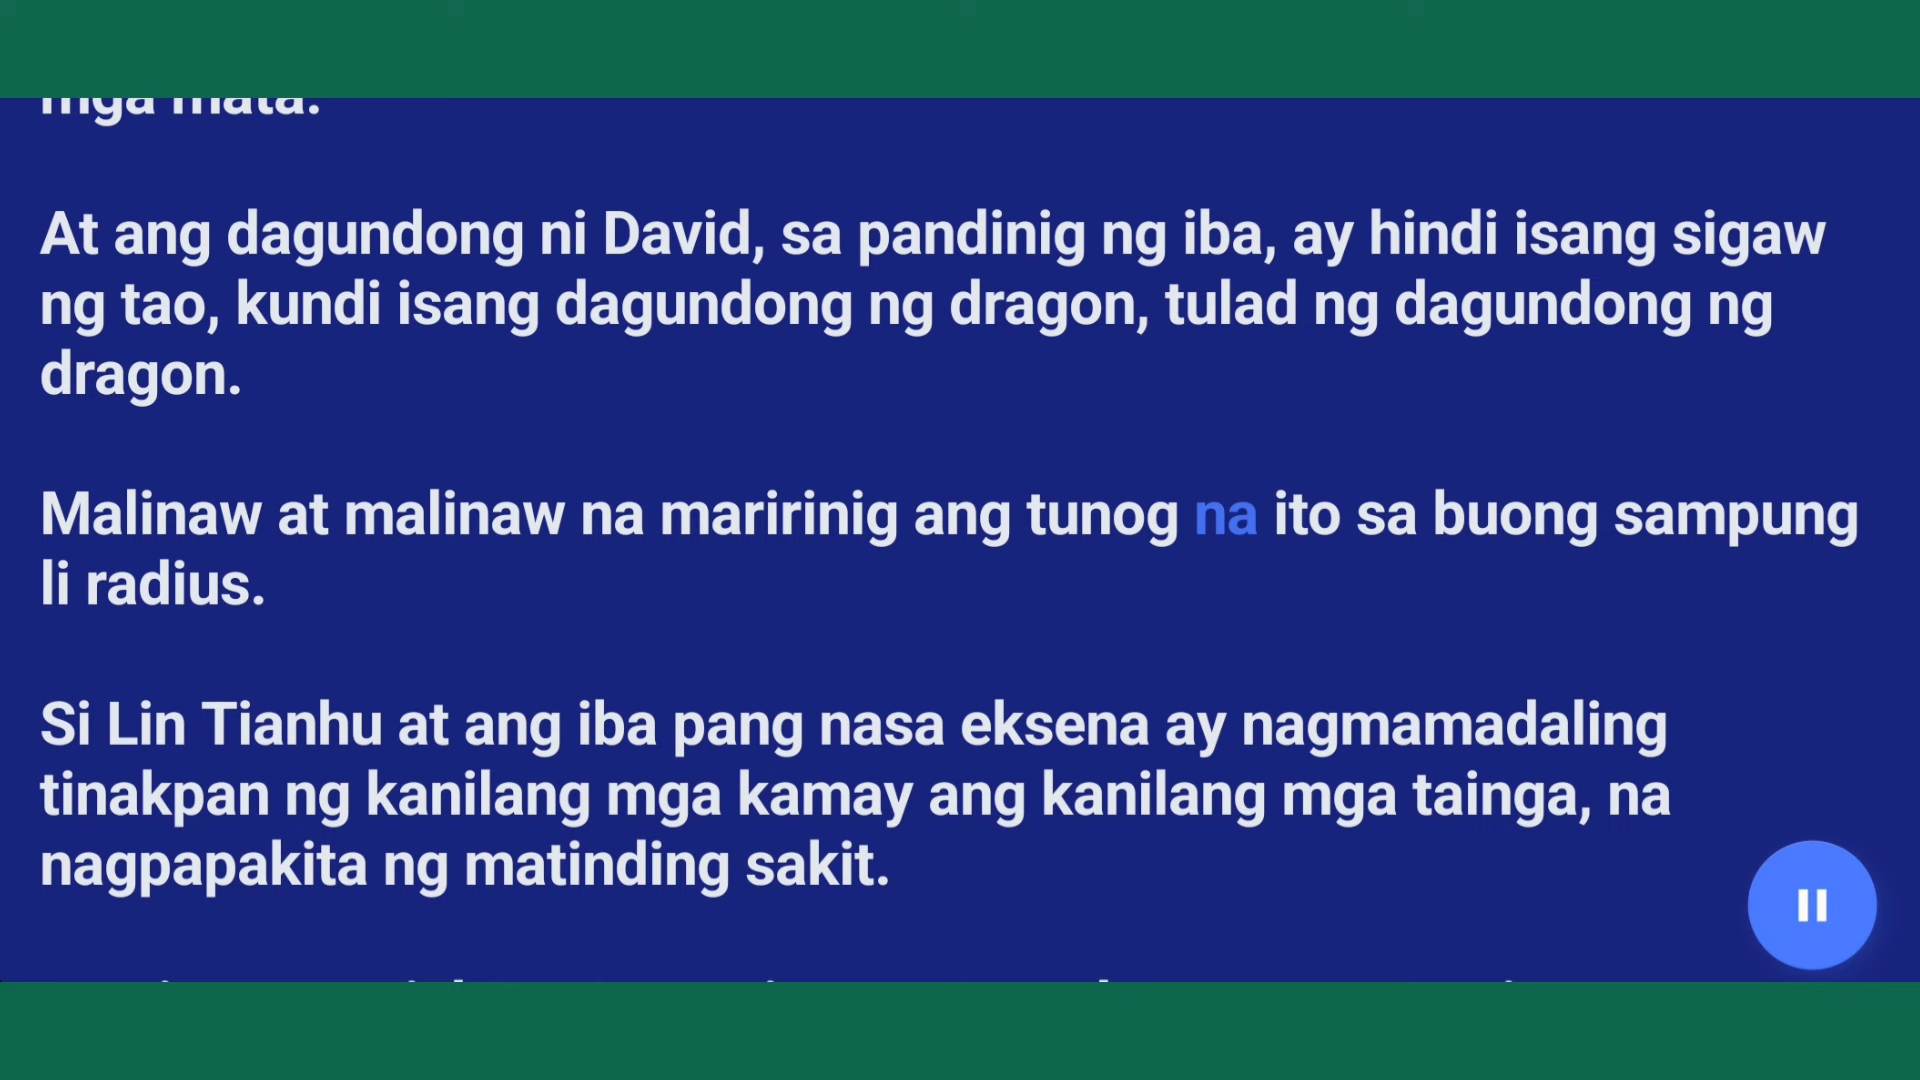 mga mata.
At ang dagundong ni David, sa pandinig ng iba, ay hindi isang sigaw
ng tao, kundi isang dagundong ng dragon, tulad ng dagundong ng
dragon.
Malinaw at malinaw na maririnig ang tunog na ito sa buong sampung
li radius.
Si Lin Tianhu at ang iba pang nasa eksena ay nagmamadaling
tinakpan ng kanilang mga kamay ang kanilang mga tainga, na
nagpapakita ng matinding sakit.